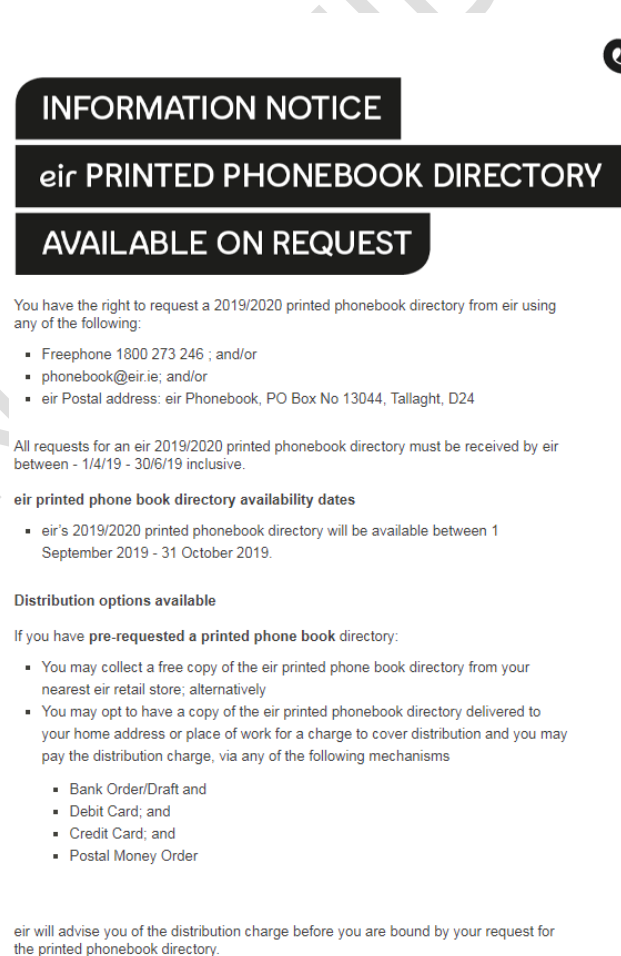 INFORMATION NOTICE
eir PRINTED PHONEBOOK DIRECTORY
AVAILABLE ON REQUEST
You have the right to request a 2019/2020 printed phonebook directory from eir using
any of the following:
▪ Freephone 1800 273 246 ; and/or
▪ phonebook@eir.ie; and/or
▪ eir Postal address: eir Phonebook, PO Box No 13044, Tallaght, D24
All requests for an eir 2019/2020 printed phonebook directory must be received by eir
between - 1/4/19 - 30/6/19 inclusive.
eir printed phone book directory availability dates
▪ eir's 2019/2020 printed phonebook directory will be available between 1
September 2019 - 31 October 2019.
Distribution options available
If you have pre-requested a printed phone book directory:
▪ You may collect a free copy of the eir printed phone book directory from your
nearest eir retail store; alternatively
▪ You may opt to have a copy of the eir printed phonebook directory delivered to
your home address or place of work for a charge to cover distribution and you may
pay the distribution charge, via any of the following mechanisms
▪ Bank Order/Draft and
▪ Debit Card; and
▪ Credit Card; and
▪ Postal Money Order
eir will advise you of the distribution charge before you are bound by your request for
the printed phonebook directory.